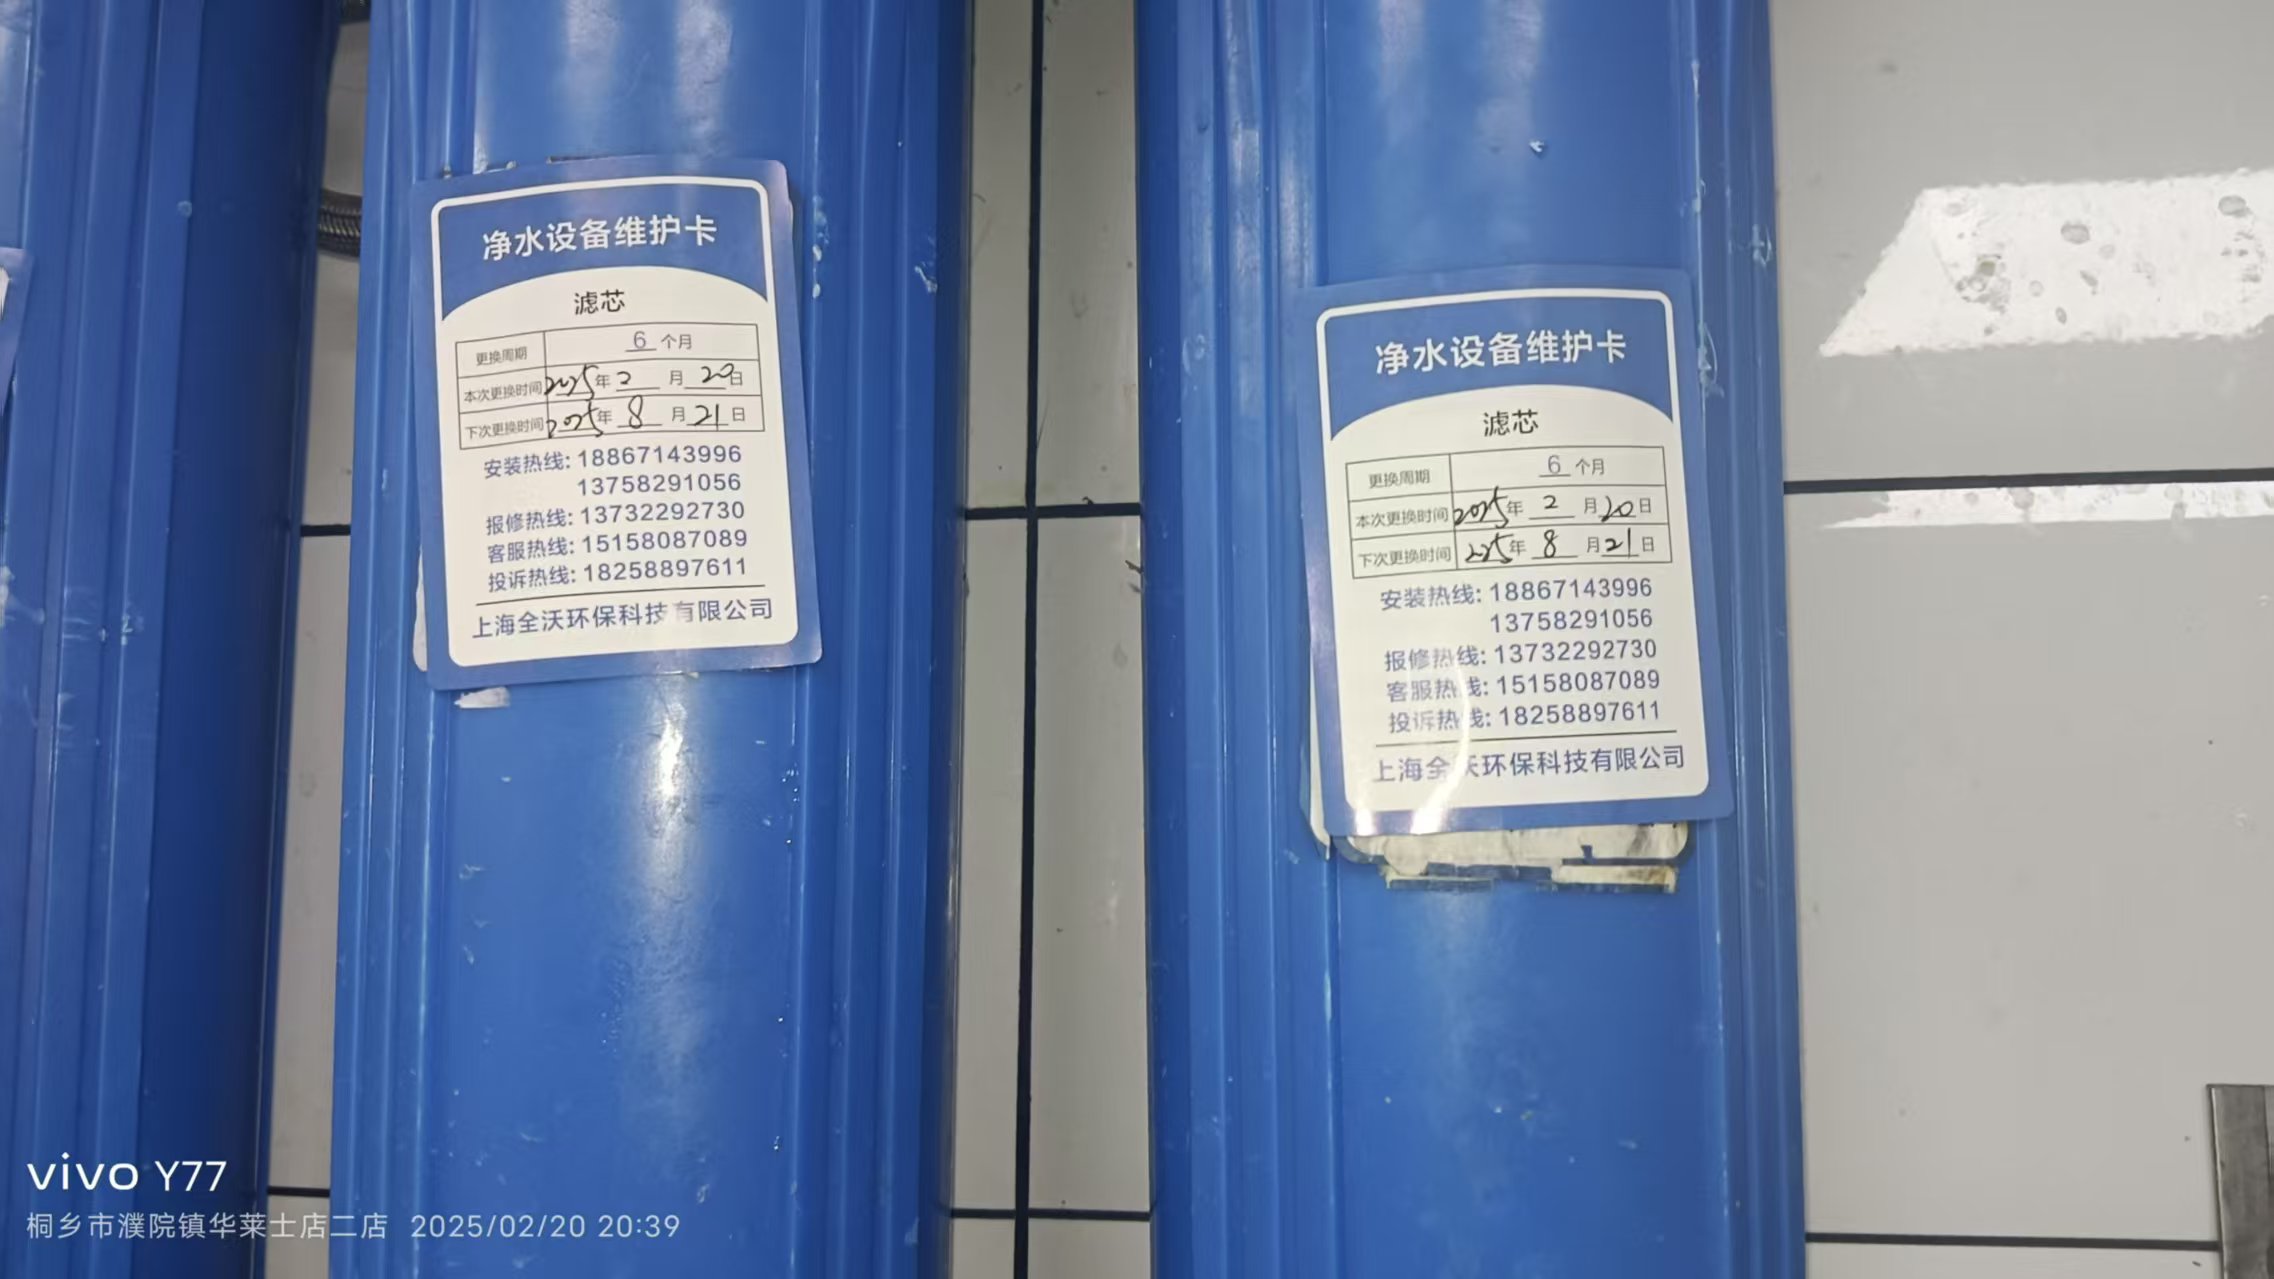 净水设备维护卡
滤芯
更换周期 6 个月
本次更换时间 2025年 2 月 20日
下次更换时间 2025年 8 月 21日
安装热线: 18867143996
13758291056
报修热线: 13732292730
客服热线: 15158087089
投诉热线: 18258897611
上海全沃环保科技有限公司
净水设备维护卡
滤芯
更换周期 6 个月
本次更换时间 2025年 2 月20日
下次更换时间 2025年 8 月21日
安装热线: 18867143996
13758291056
报修热线: 13732292730
客服热线: 15158087089
投诉热线: 18258897611
上海全沃环保科技有限公司
vivo Y77
桐乡市濮院镇华莱士店二店 2025/02/20 20:39